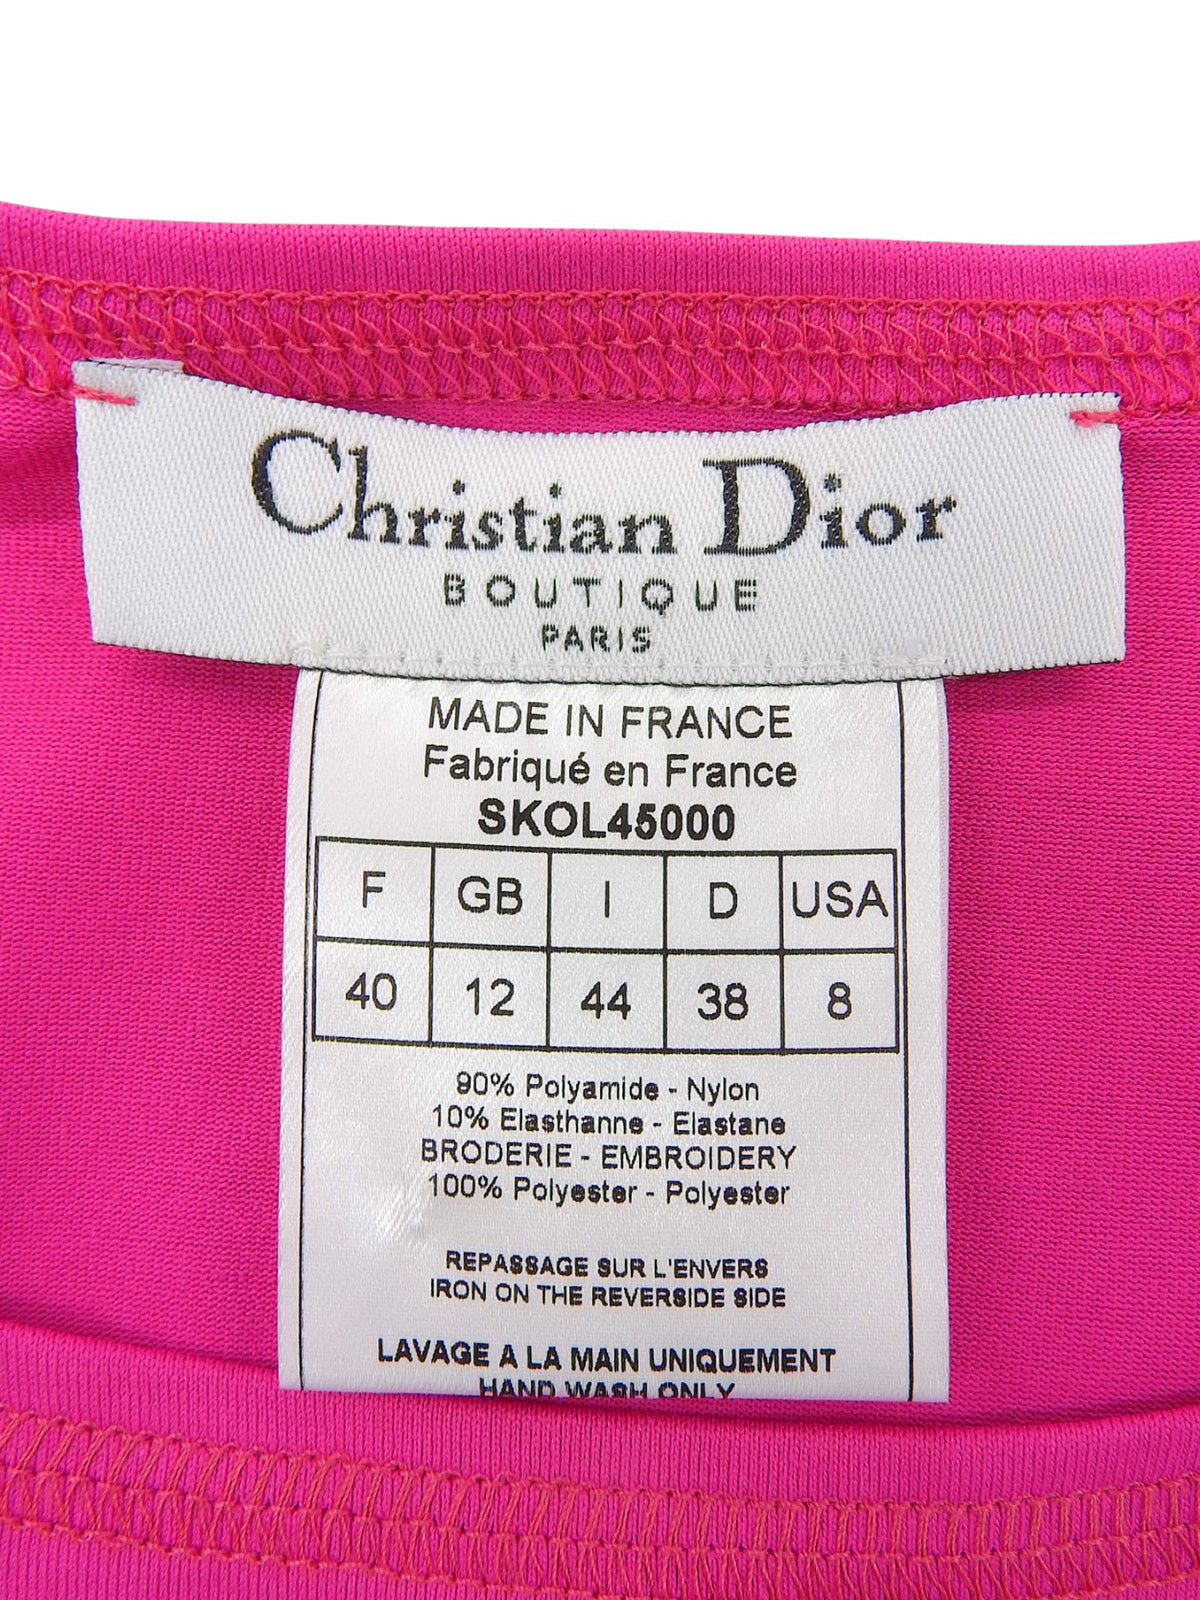 Christian Dior
BOUTIQUE
PARIS
MADE IN FRANCE
Fabriqué en France
SKOL45000
F GB I D USA
40 12 44 38 8
90% Polyamide - Nylon
10% Elasthanne - Elastane
BRODERIE - EMBROIDERY
100% Polyester - Polyester
REPASSAGE SUR L'ENVERS
IRON ON THE REVERSIDE SIDE
LAVAGE A LA MAIN UNIQUEMENT
HAND WASH ONLY